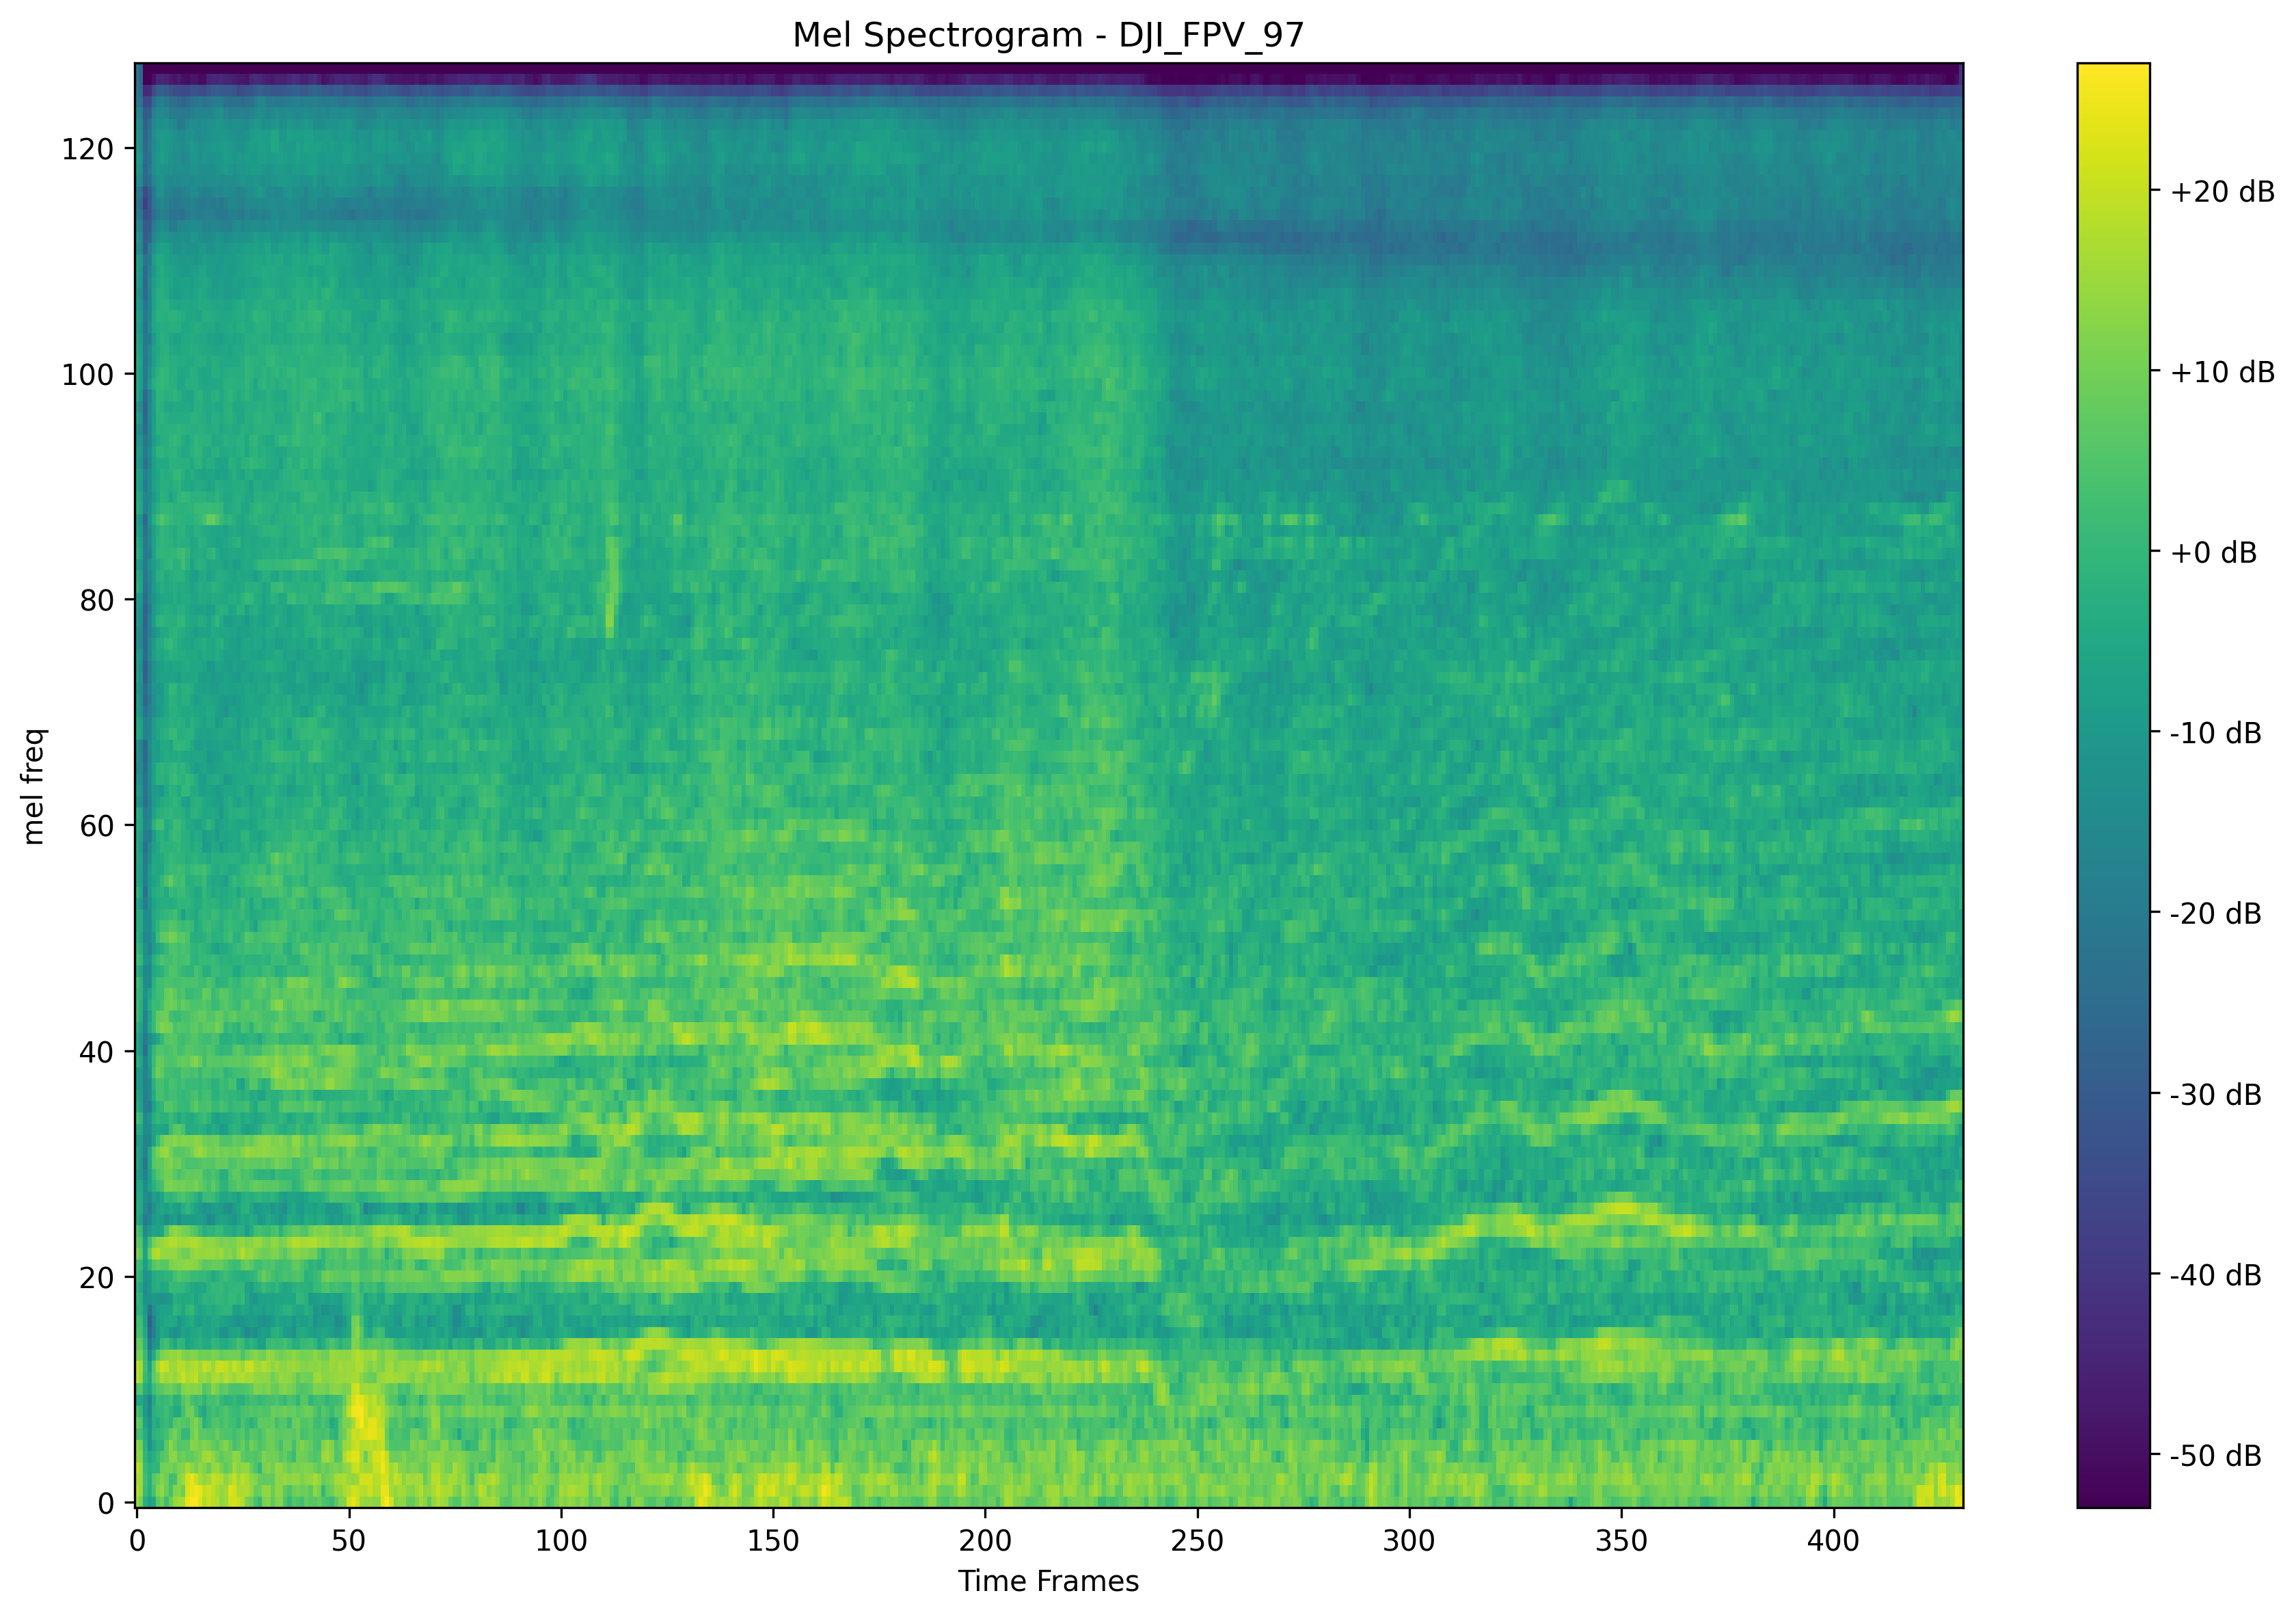 Mel Spectrogram - DJI_FPV_97
mel freq
120
100
80
60
40
20
0
0 50 100 150 200 250 300 350 400
Time Frames
+20 dB
+10 dB
+0 dB
-10 dB
-20 dB
-30 dB
-40 dB
-50 dB